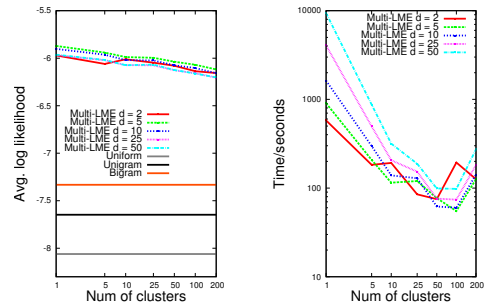 Avg. log likelihood
-5.5
-6
-6.5
-7
-7.5
-8
Multi-LME d = 2
Multi-LME d = 5
Multi-LME d = 10
Multi-LME d = 25
Multi-LME d = 50
Uniform
Unigram
Bigram
1 5 10 25 50 100 200
Num of clusters
Time/seconds
10000
1000
100
10
Multi-LME d = 2
Multi-LME d = 5
Multi-LME d = 10
Multi-LME d = 25
Multi-LME d = 50
1 5 10 25 50 100 200
Num of clusters